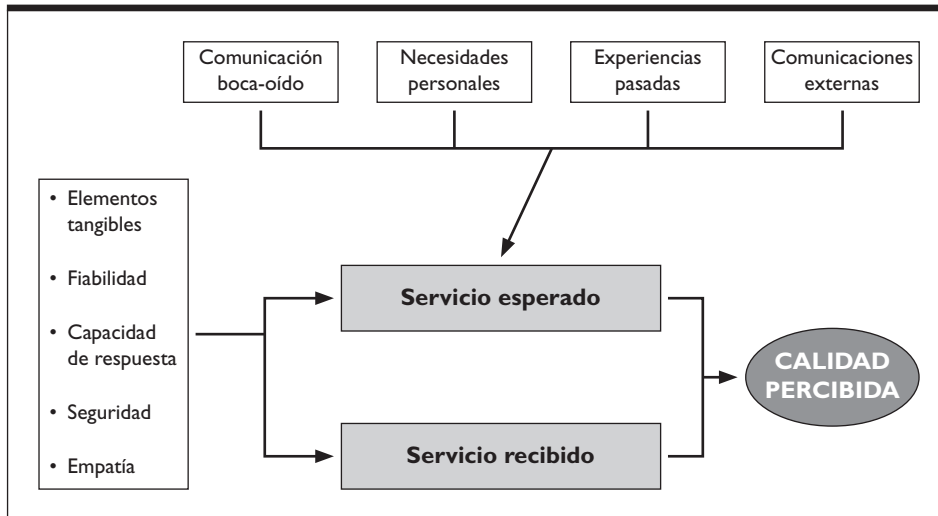 Comunicación
boca-oído
Necesidades
personales
Experiencias
pasadas
Comunicaciones
externas
• Elementos
tangibles
• Fiabilidad
• Capacidad
de respuesta
• Seguridad
• Empatía
Servicio esperado
Servicio recibido
CALIDAD
PERCIBIDA